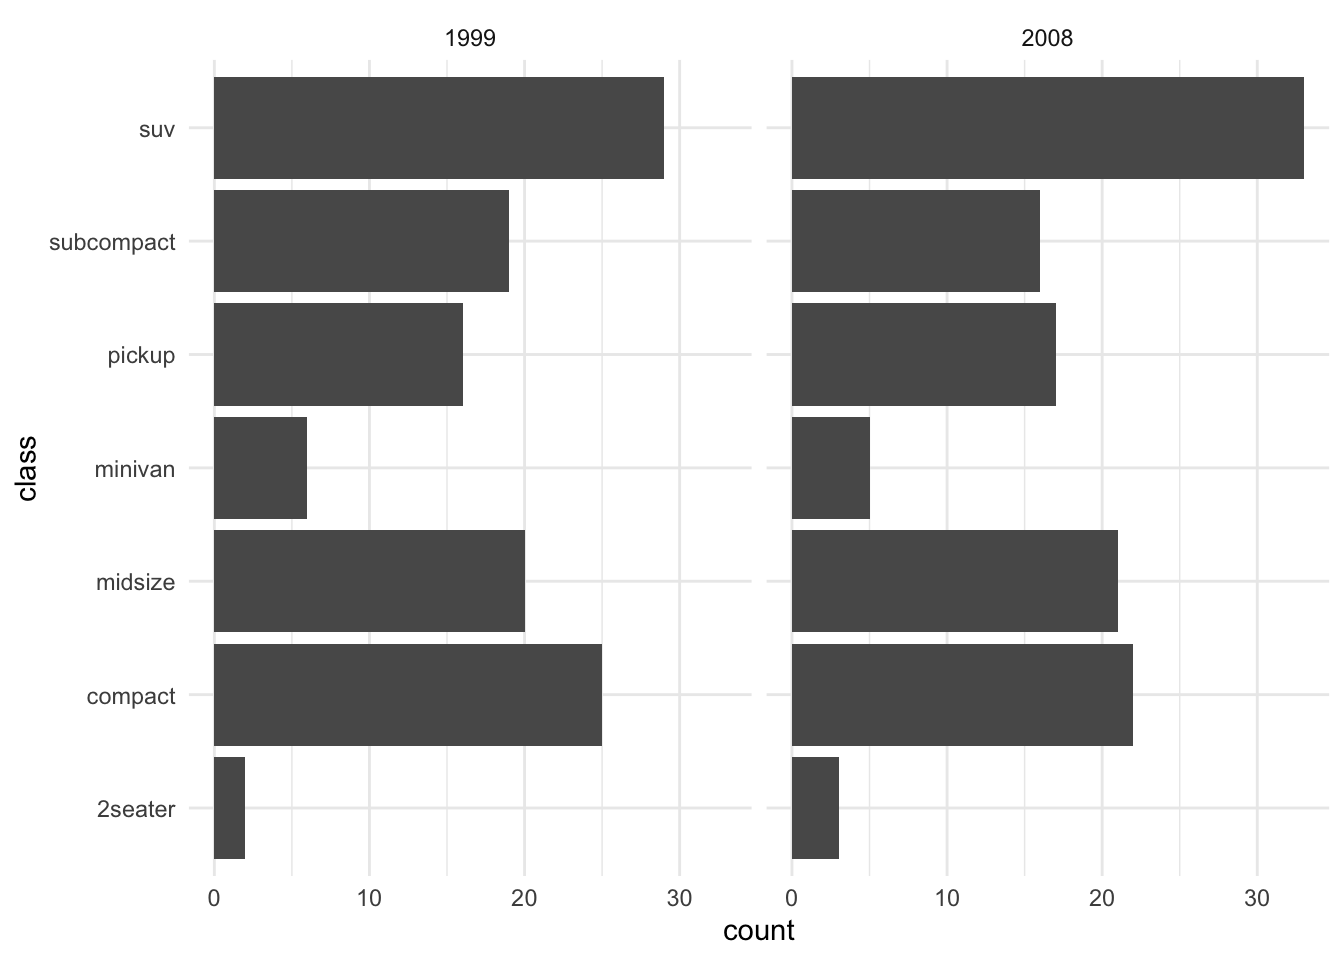 1999
2008
suv
subcompact
pickup
minivan
midsize
compact
2seater
class
0 10 20 30
0 10 20 30
count